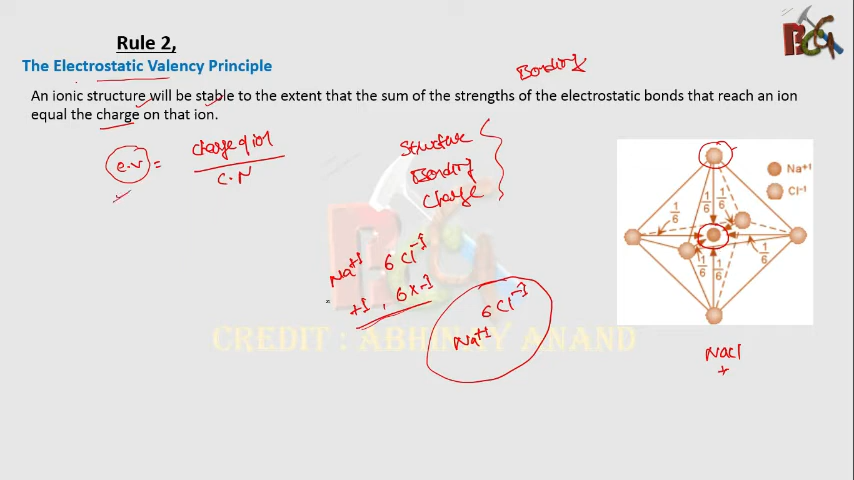 Rule 2,
The Electrostatic Valency Principle
Bonding
An ionic structure will be stable to the extent that the sum of the strengths of the electrostatic bonds that reach an ion
equal the charge on that ion.
e.v = charge of ion
C.N
Structure
Bonding
Charge
Na+1 6 Cl-1
+1 , 6x-1
6 Cl-1
Na+1
Na+1
Cl-1
1/6 1/6
1/6
1/6
1/6 1/6
NaCl
+
CREDIT : ABHINAY ANAND
BCG